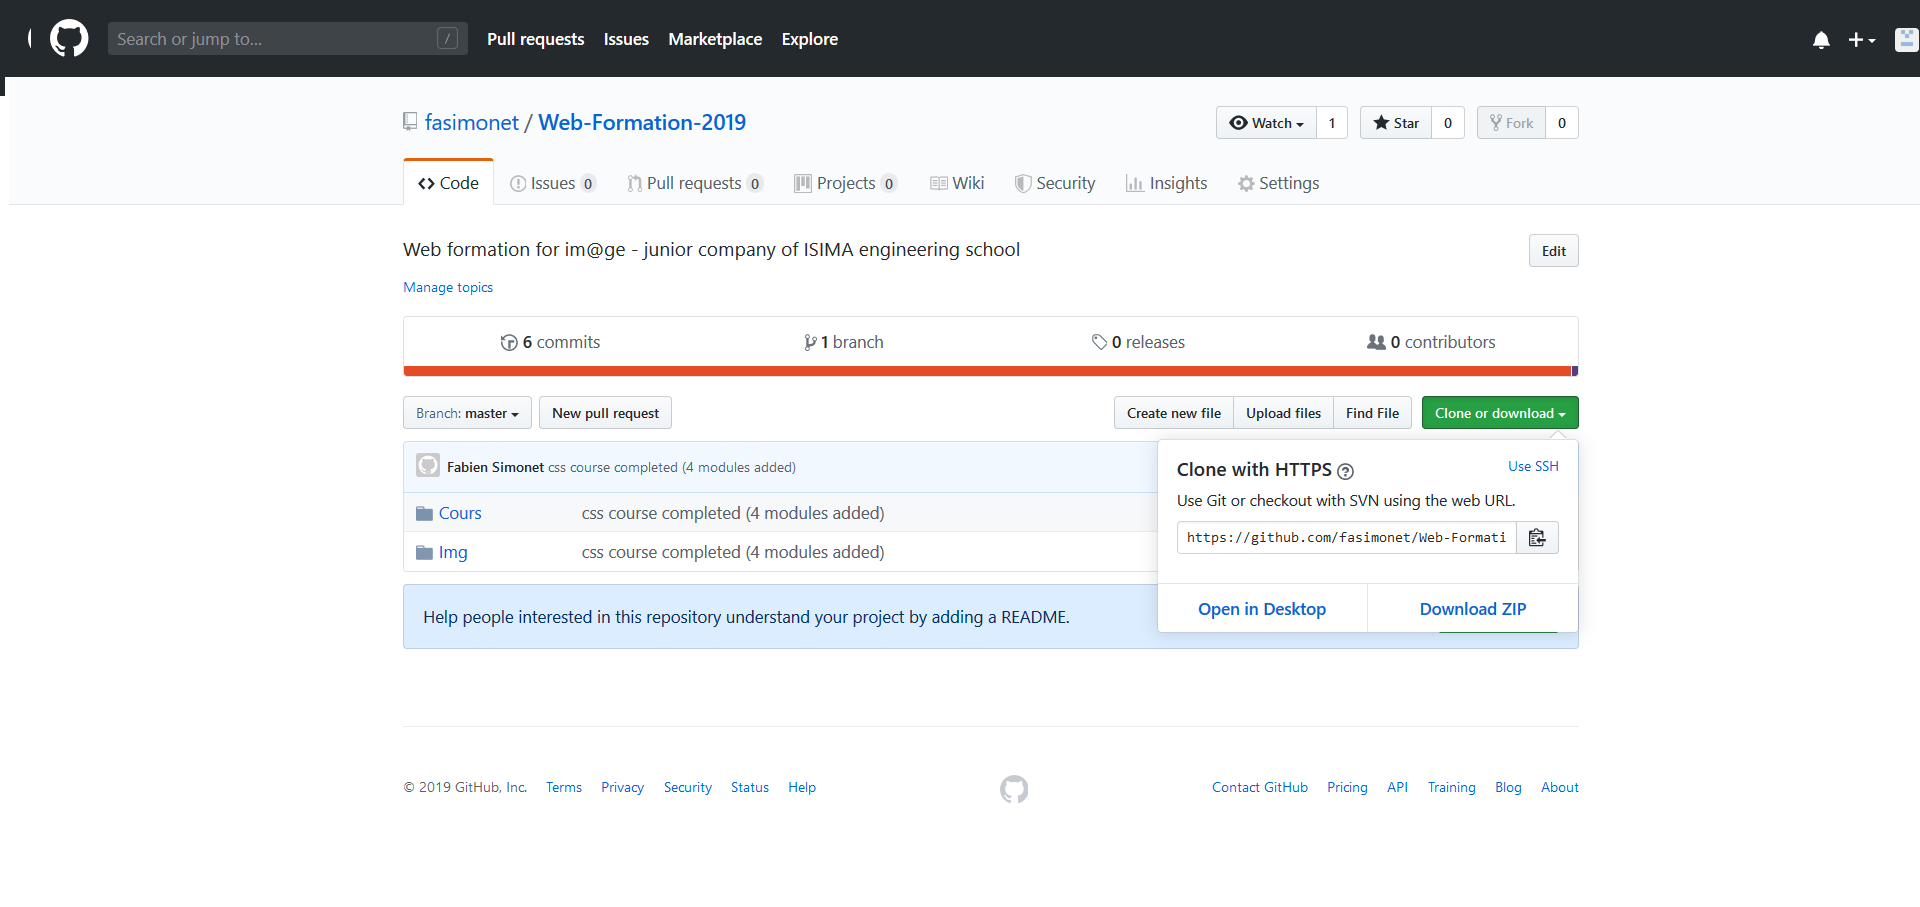 Search or jump to... / Pull requests Issues Marketplace Explore
fasimonet / Web-Formation-2019 Watch 1 Star 0 Fork 0
Code Issues 0 Pull requests 0 Projects 0 Wiki Security Insights Settings
Web formation for im@ge - junior company of ISIMA engineering school Edit
Manage topics
6 commits 1 branch 0 releases 0 contributors
Branch: master New pull request Create new file Upload files Find File Clone or download
Fabien Simonet css course completed (4 modules added)
Cours css course completed (4 modules added)
Img css course completed (4 modules added)
Help people interested in this repository understand your project by adding a README.
Clone with HTTPS ? Use SSH
Use Git or checkout with SVN using the web URL.
https://github.com/fasimonet/Web-Formati
Open in Desktop Download ZIP
© 2019 GitHub, Inc. Terms Privacy Security Status Help Contact GitHub Pricing API Training Blog About